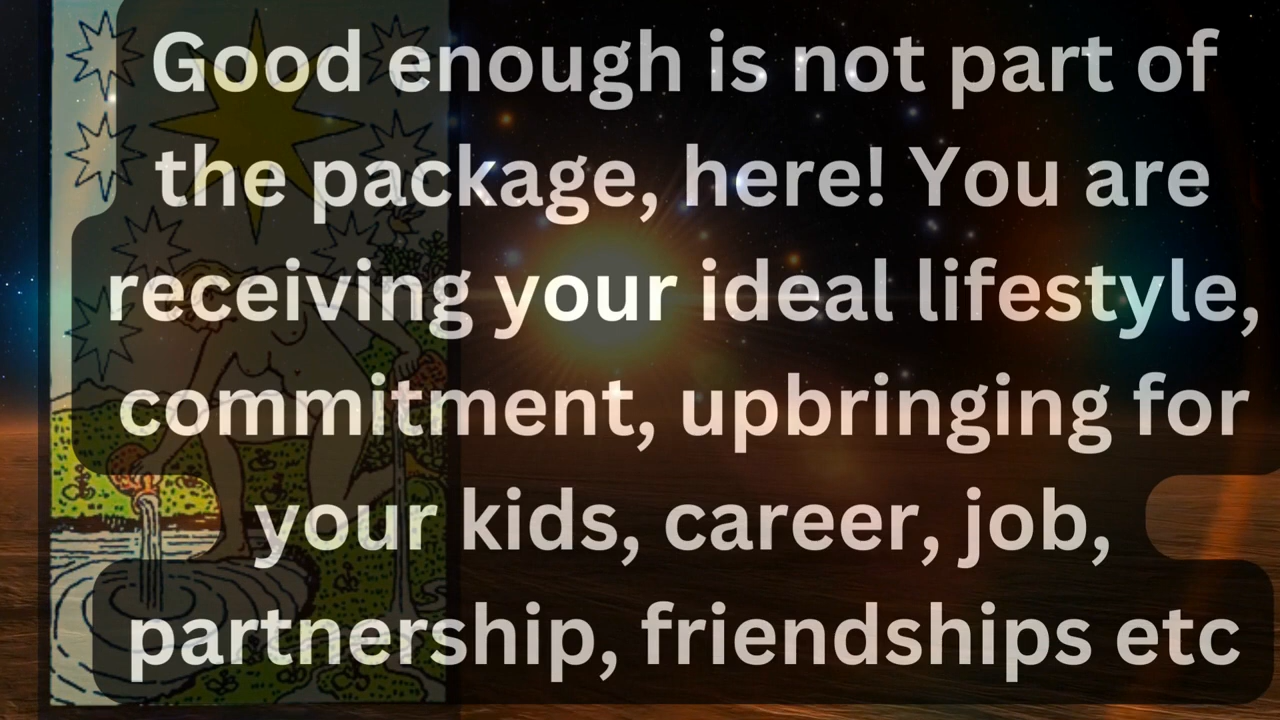 Good enough is not part of
the package, here! You are
receiving your ideal lifestyle,
commitment, upbringing for
your kids, career, job,
partnership, friendships etc